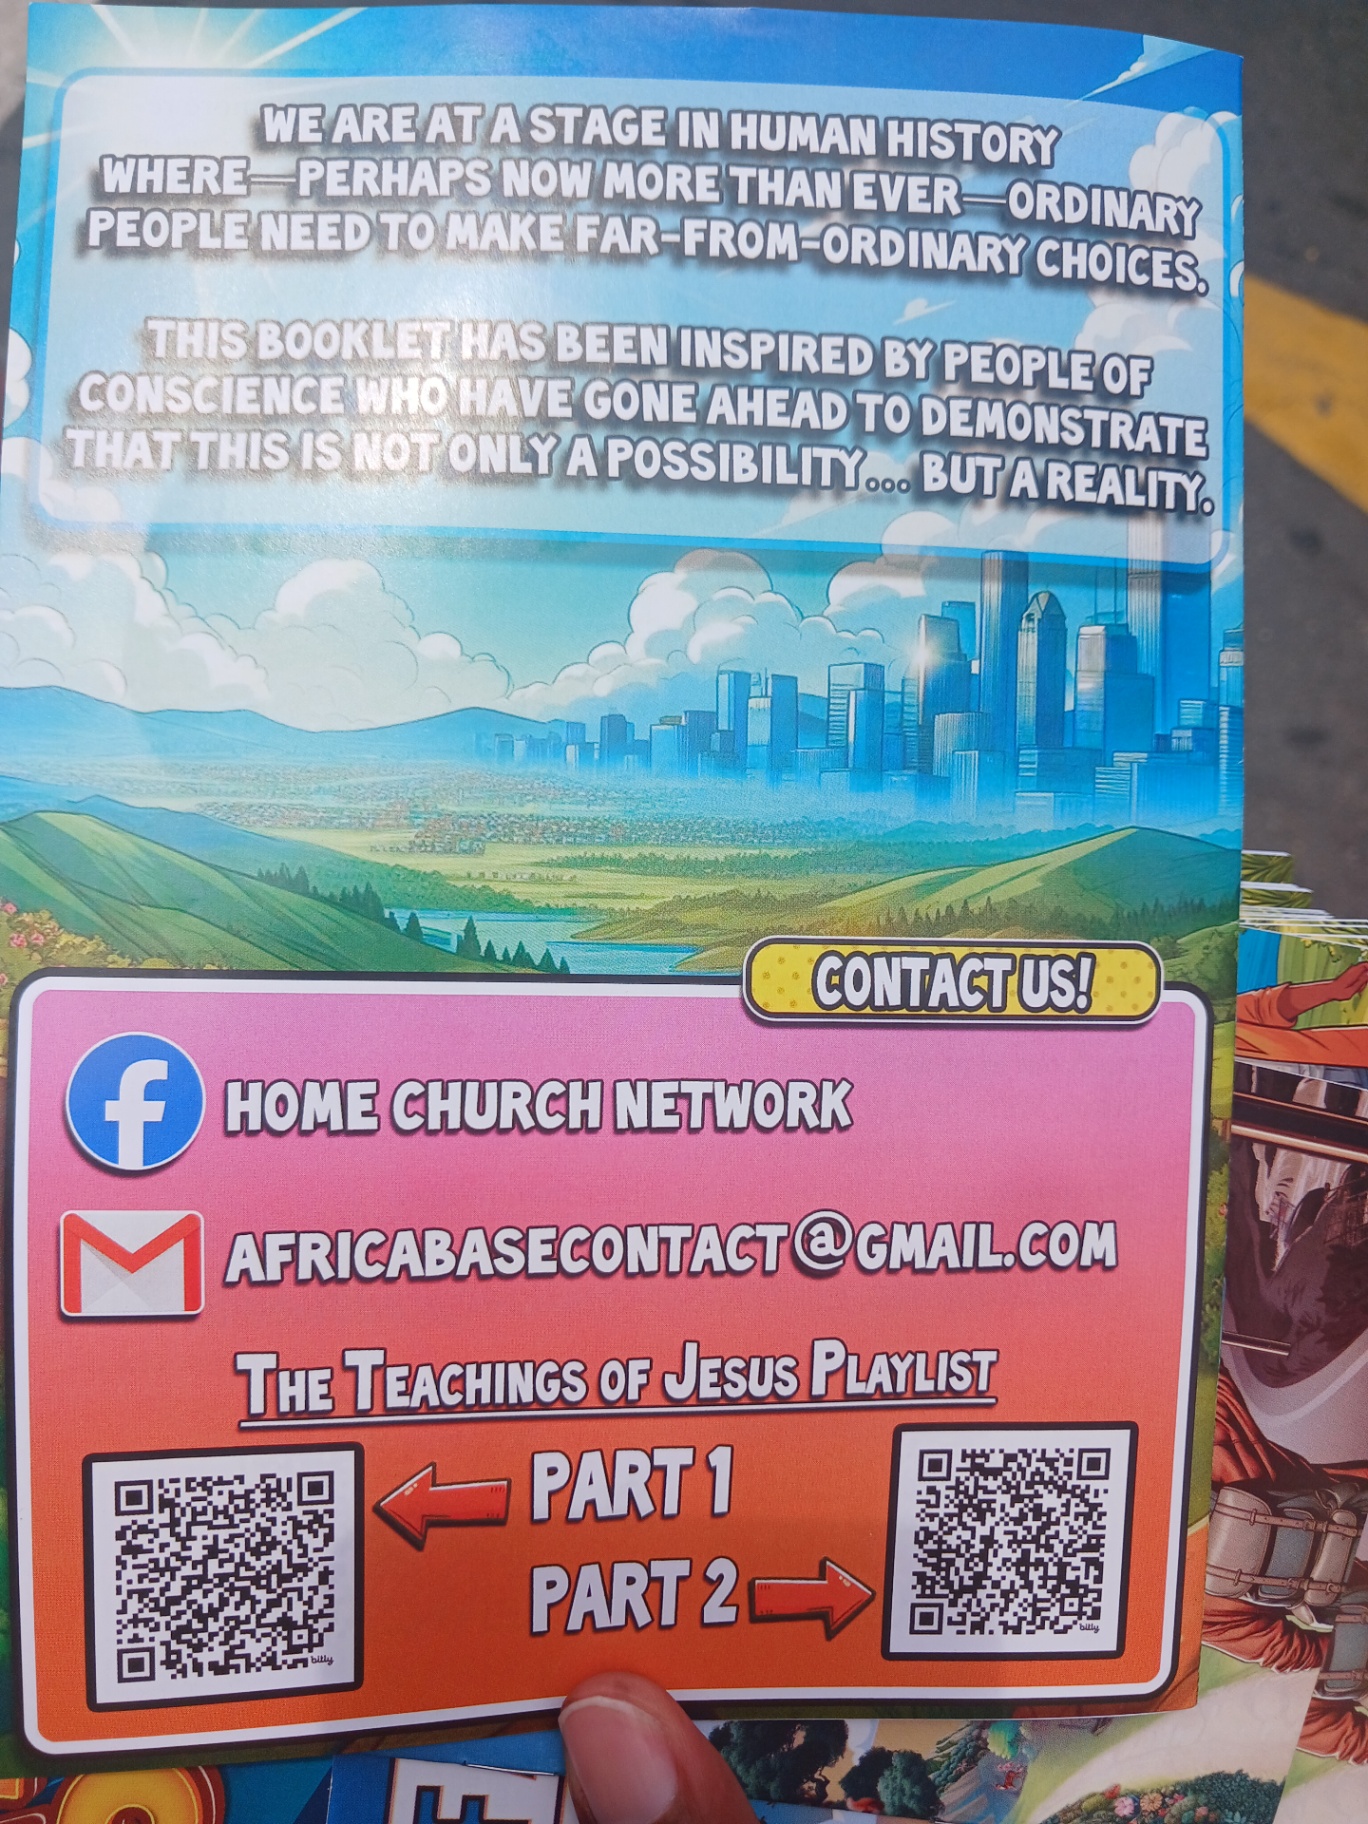 WE ARE AT A STAGE IN HUMAN HISTORY
WHERE—PERHAPS NOW MORE THAN EVER—ORDINARY
PEOPLE NEED TO MAKE FAR-FROM-ORDINARY CHOICES.
THIS BOOKLET HAS BEEN INSPIRED BY PEOPLE OF
CONSCIENCE WHO HAVE GONE AHEAD TO DEMONSTRATE
THAT THIS IS NOT ONLY A POSSIBILITY... BUT A REALITY.
CONTACT US!
f
HOME CHURCH NETWORK
AFRICABASECONTACT@GMAIL.COM
THE TEACHINGS OF JESUS PLAYLIST
PART 1
PART 2
bitly
bitly